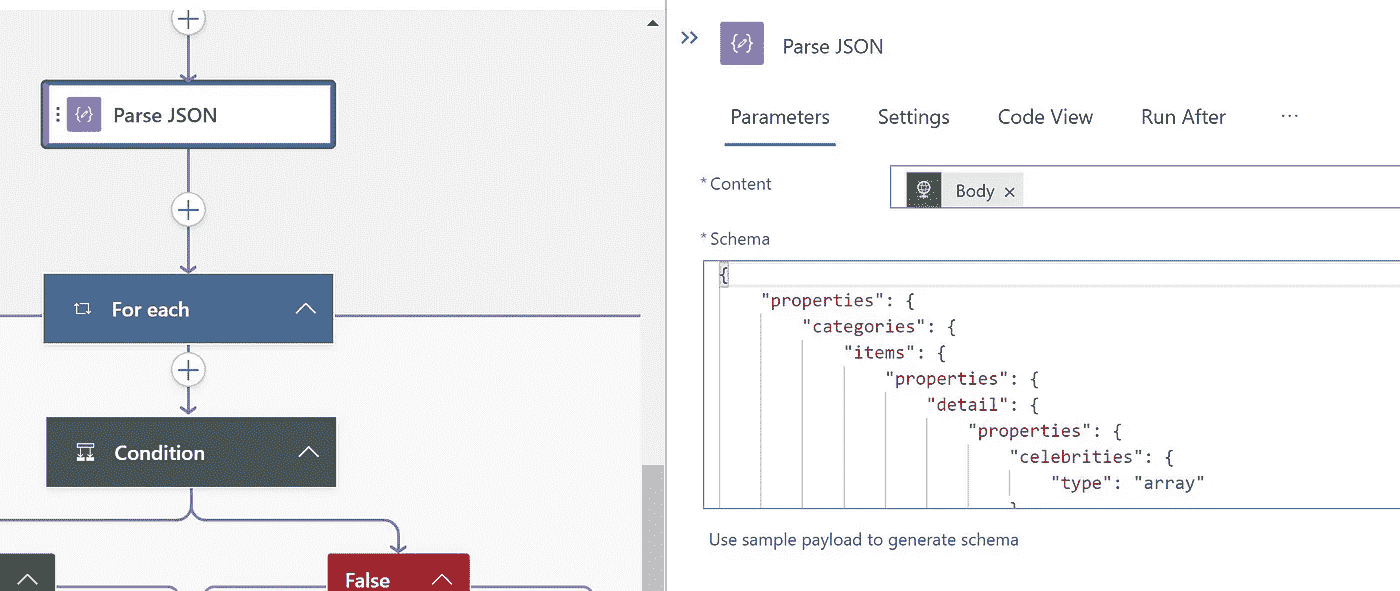 Parse JSON
For each
Condition
False
Parse JSON
Parameters Settings Code View Run After ...
* Content
Body ×
* Schema
{
"properties": {
"categories": {
"items": {
"properties": {
"detail": {
"properties": {
"celebrities": {
"type": "array"
Use sample payload to generate schema